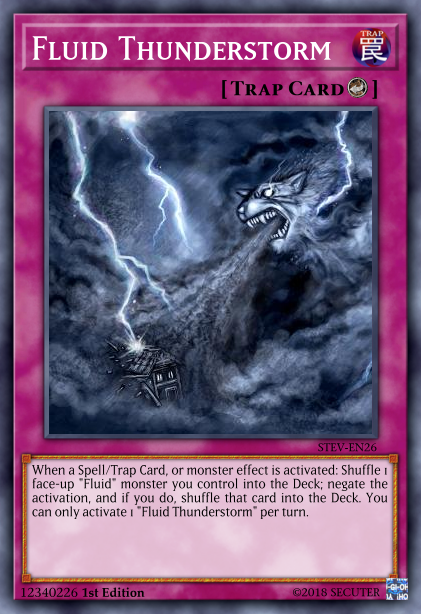 FLUID THUNDERSTORM
TRAP
罠
[TRAP CARD]
STEV-EN26
When a Spell/Trap Card, or monster effect is activated: Shuffle 1
face-up "Fluid" monster you control into the Deck; negate the
activation, and if you do, shuffle that card into the Deck. You
can only activate 1 "Fluid Thunderstorm" per turn.
12340226 1st Edition
©2018 SECUTER